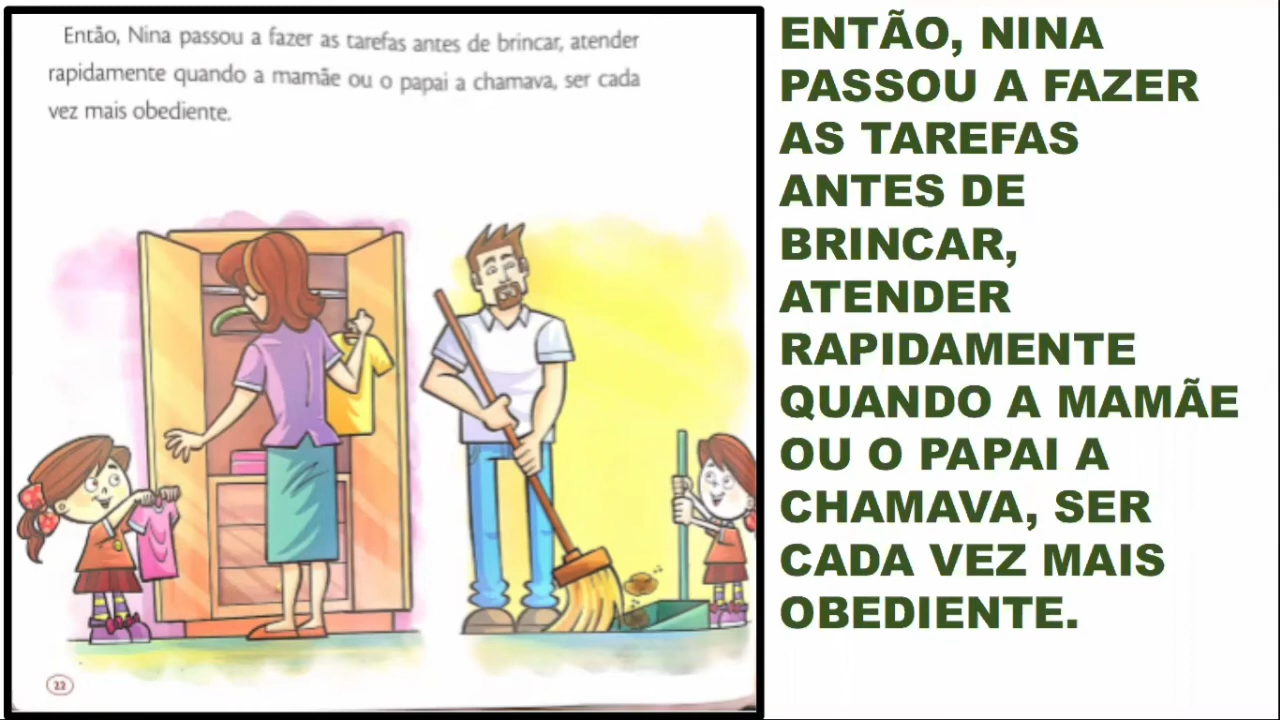 Então, Nina passou a fazer as tarefas antes de brincar, atender
rapidamente quando a mamãe ou o papai a chamava, ser cada
vez mais obediente.
22
ENTÃO, NINA
PASSOU A FAZER
AS TAREFAS
ANTES DE
BRINCAR,
ATENDER
RAPIDAMENTE
QUANDO A MAMÃE
OU O PAPAI A
CHAMAVA, SER
CADA VEZ MAIS
OBEDIENTE.